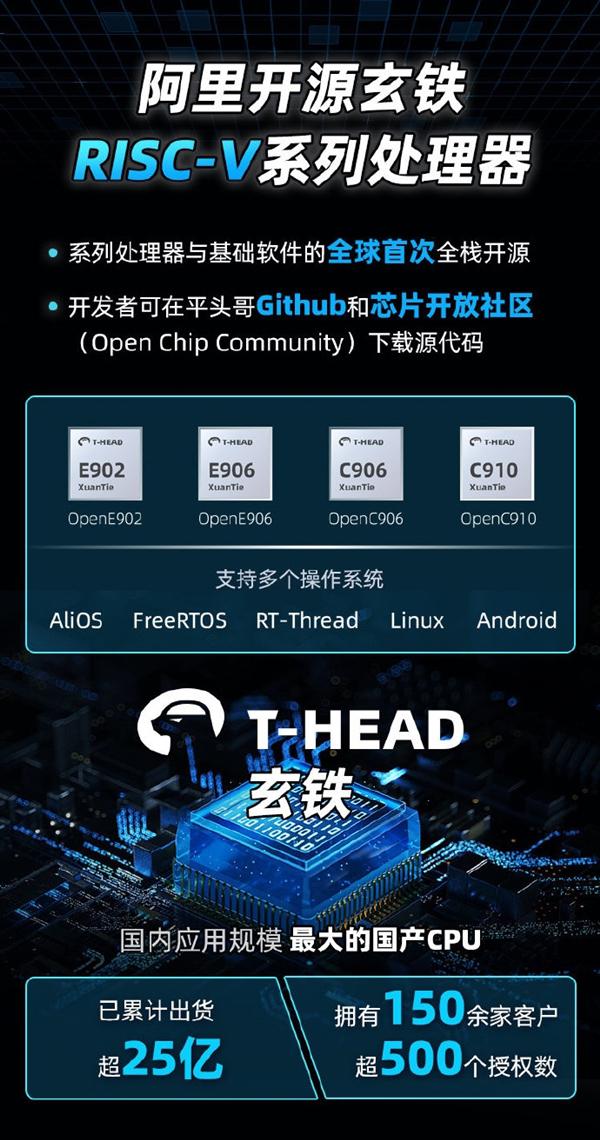 阿里开源玄铁
RISC-V系列处理器
• 系列处理器与基础软件的全球首次全栈开源
• 开发者可在平头哥Github和芯片开放社区
（Open Chip Community）下载源代码
T-HEAD T-HEAD T-HEAD T-HEAD
E902 E906 C906 C910
XuanTie XuanTie XuanTie XuanTie
OpenE902 OpenE906 OpenC906 OpenC910
支持多个操作系统
AliOS FreeRTOS RT-Thread Linux Android
T-HEAD
玄铁
国内应用规模 最大的国产CPU
已累计出货
超25亿
拥有150余家客户
超500个授权数